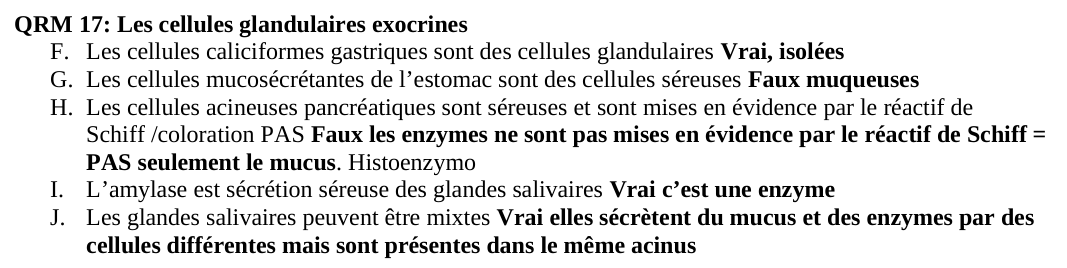 QRM 17: Les cellules glandulaires exocrines
F. Les cellules caliciformes gastriques sont des cellules glandulaires Vrai, isolées
G. Les cellules mucosécrétantes de l’estomac sont des cellules séreuses Faux muqueuses
H. Les cellules acineuses pancréatiques sont séreuses et sont mises en évidence par le réactif de
Schiff /coloration PAS Faux les enzymes ne sont pas mises en évidence par le réactif de Schiff =
PAS seulement le mucus. Histoenzymo
I. L’amylase est sécrétion séreuse des glandes salivaires Vrai c’est une enzyme
J. Les glandes salivaires peuvent être mixtes Vrai elles sécrètent du mucus et des enzymes par des
cellules différentes mais sont présentes dans le même acinus